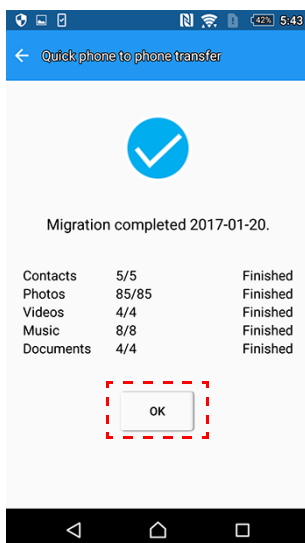 42% 5:43
Quick phone to phone transfer
Migration completed 2017-01-20.
Contacts 5/5 Finished
Photos 85/85 Finished
Videos 4/4 Finished
Music 8/8 Finished
Documents 4/4 Finished
OK